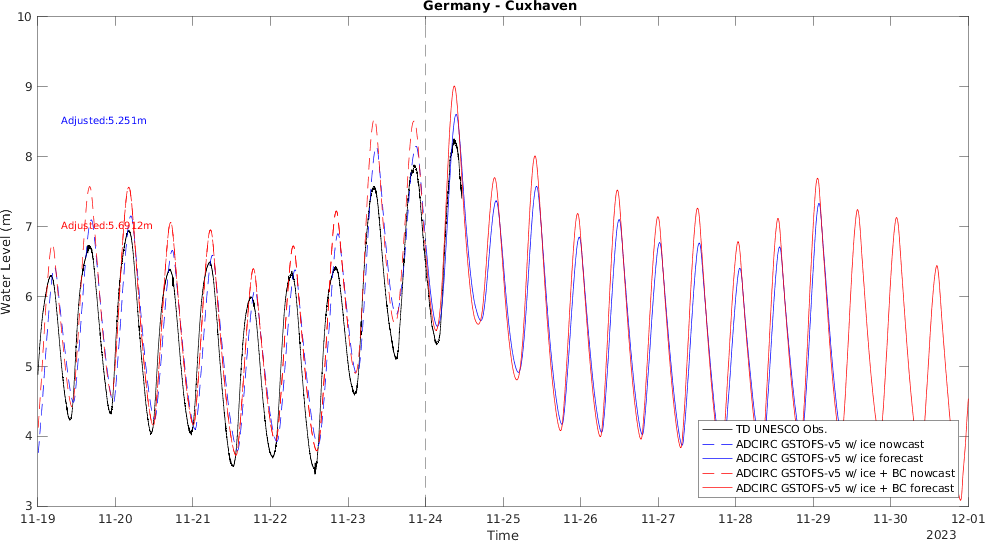 Germany - Cuxhaven
10
9
8
7
6
5
4
3
Water Level (m)
Adjusted:5.251m
Adjusted:5.6912m
TD UNESCO Obs.
ADCIRC GSTOFS-v5 w/ ice nowcast
ADCIRC GSTOFS-v5 w/ ice forecast
ADCIRC GSTOFS-v5 w/ ice + BC nowcast
ADCIRC GSTOFS-v5 w/ ice + BC forecast
11-19 11-20 11-21 11-22 11-23 11-24 11-25 11-26 11-27 11-28 11-29 11-30 12-01
Time
2023